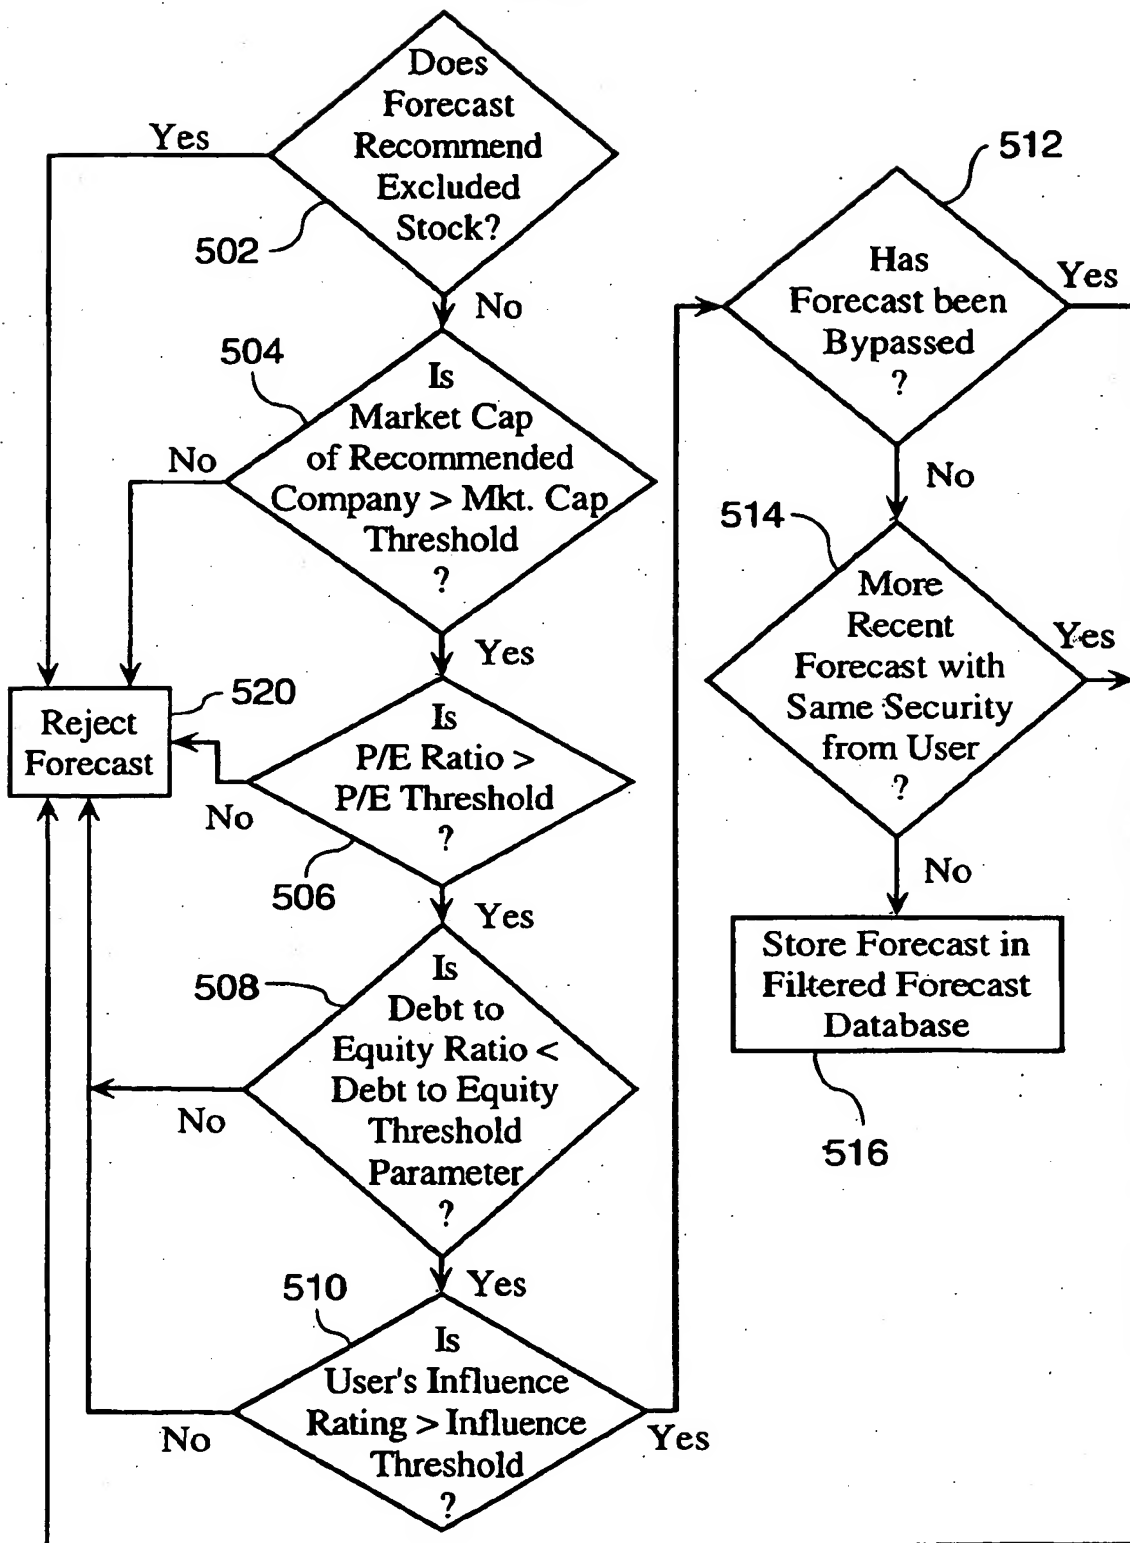 Does
Forecast
Recommend
Excluded
Stock?
Yes
502
No
504
Is
Market Cap
of Recommended
Company > Mkt. Cap
Threshold
?
No
Yes
Reject
Forecast
520
Is
P/E Ratio >
P/E Threshold
?
No
506
Yes
508
Is
Debt to
Equity Ratio <
Debt to Equity
Threshold
Parameter
?
No
Yes
510
Is
User's Influence
Rating > Influence
Threshold
?
No
Yes
512
Has
Forecast been
Bypassed
?
Yes
No
514
More
Recent
Forecast with
Same Security
from User
?
Yes
No
Store Forecast in
Filtered Forecast
Database
516